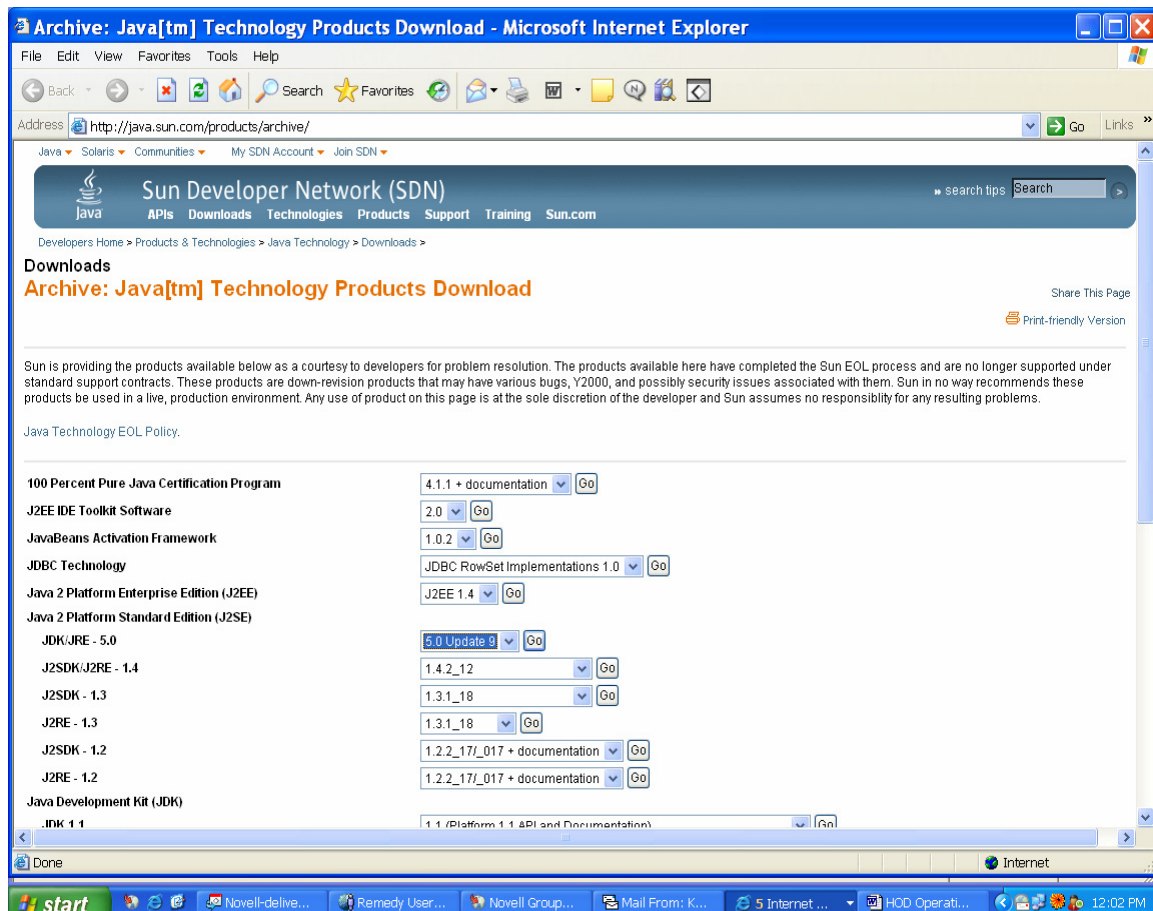 Archive: Java[tm] Technology Products Download - Microsoft Internet Explorer
File Edit View Favorites Tools Help
Back Search Favorites
Address http://java.sun.com/products/archive/ Go Links »
Java Solaris Communities My SDN Account Join SDN
Java
Sun Developer Network (SDN)
» search tips Search
APIs Downloads Technologies Products Support Training Sun.com
Developers Home > Products & Technologies > Java Technology > Downloads >
Downloads
Archive: Java[tm] Technology Products Download
Share This Page
Print-friendly Version
Sun is providing the products available below as a courtesy to developers for problem resolution. The products available here have completed the Sun EOL process and are no longer supported under
standard support contracts. These products are down-revision products that may have various bugs, Y2000, and possibly security issues associated with them. Sun in no way recommends these
products be used in a live, production environment. Any use of product on this page is at the sole discretion of the developer and Sun assumes no responsiblity for any resulting problems.
Java Technology EOL Policy.
100 Percent Pure Java Certification Program 4.1.1 + documentation Go
J2EE IDE Toolkit Software 2.0 Go
JavaBeans Activation Framework 1.0.2 Go
JDBC Technology JDBC RowSet Implementations 1.0 Go
Java 2 Platform Enterprise Edition (J2EE) J2EE 1.4 Go
Java 2 Platform Standard Edition (J2SE)
JDK/JRE - 5.0 5.0 Update 9 Go
J2SDK/J2RE - 1.4 1.4.2_12 Go
J2SDK - 1.3 1.3.1_18 Go
J2RE - 1.3 1.3.1_18 Go
J2SDK - 1.2 1.2.2_17/_017 + documentation Go
J2RE - 1.2 1.2.2_17/_017 + documentation Go
Java Development Kit (JDK)
JDK 1.1 1.1 (Platform 1.1 API and Documentation) Go
Done Internet
start Novell-delive... Remedy User... Novell Group... Mail From: K... 5 Internet ... HOD Operati... 12:02 PM